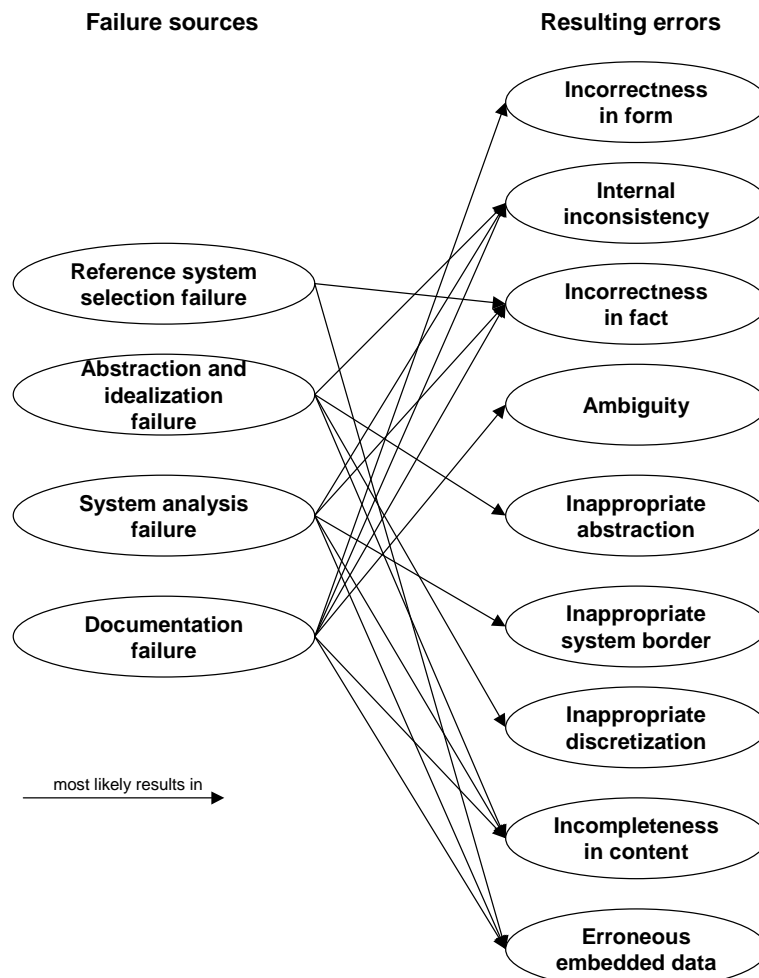 Failure sources
Resulting errors
Incorrectness
in form
Internal
inconsistency
Reference system
selection failure
Incorrectness
in fact
Abstraction and
idealization
failure
Ambiguity
System analysis
failure
Inappropriate
abstraction
Documentation
failure
Inappropriate
system border
Inappropriate
discretization
most likely results in
Incompleteness
in content
Erroneous
embedded data